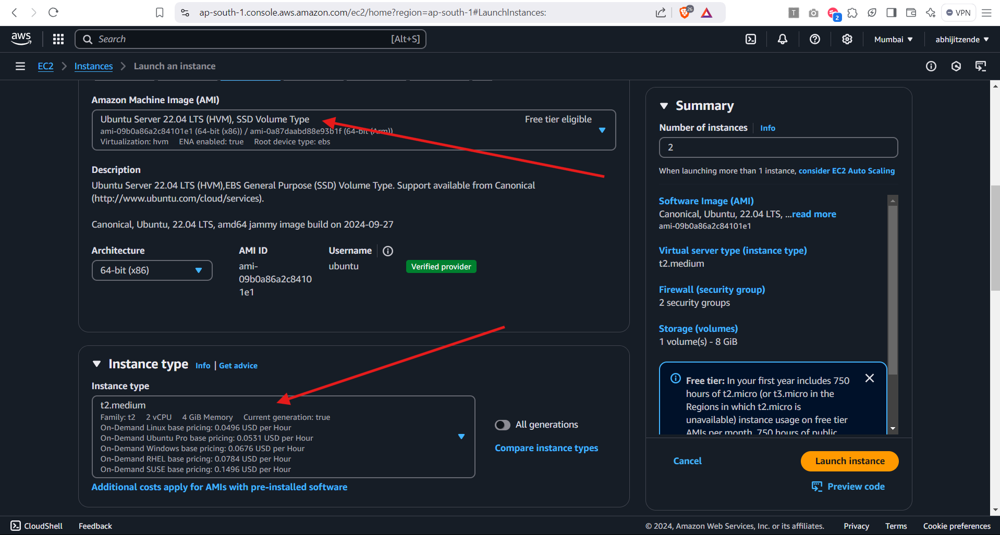 ap-south-1.console.aws.amazon.com/ec2/home?region=ap-south-1#LaunchInstances:
26
T
2
VPN
aws
Search
[Alt+S]
Mumbai
abhijitzende
EC2
Instances
Launch an instance
Amazon Machine Image (AMI)
Ubuntu Server 22.04 LTS (HVM), SSD Volume Type
Free tier eligible
ami-09b0a86a2c84101e1 (64-bit (x86)) / ami-0a87daabd88e93b1f (64-bit (Arm))
Virtualization: hvm ENA enabled: true Root device type: ebs
Description
Ubuntu Server 22.04 LTS (HVM),EBS General Purpose (SSD) Volume Type. Support available from Canonical
(http://www.ubuntu.com/cloud/services).
Canonical, Ubuntu, 22.04 LTS, amd64 jammy image build on 2024-09-27
Architecture
AMI ID
Username
64-bit (x86)
ami-
09b0a86a2c8410
1e1
ubuntu
Verified provider
Instance type
Info | Get advice
Instance type
t2.medium
Family: t2 2 vCPU 4 GiB Memory Current generation: true
On-Demand Linux base pricing: 0.0496 USD per Hour
On-Demand Ubuntu Pro base pricing: 0.0531 USD per Hour
On-Demand Windows base pricing: 0.0676 USD per Hour
On-Demand RHEL base pricing: 0.0784 USD per Hour
On-Demand SUSE base pricing: 0.1496 USD per Hour
All generations
Compare instance types
Additional costs apply for AMIs with pre-installed software
Summary
Number of instances
Info
2
When launching more than 1 instance, consider EC2 Auto Scaling
Software Image (AMI)
Canonical, Ubuntu, 22.04 LTS, ...read more
ami-09b0a86a2c84101e1
Virtual server type (instance type)
t2.medium
Firewall (security group)
2 security groups
Storage (volumes)
1 volume(s) - 8 GiB
Free tier: In your first year includes 750
hours of t2.micro (or t3.micro in the
Regions in which t2.micro is
unavailable) instance usage on free tier
AMIs per month, 750 hours of public
Cancel
Launch instance
Preview code
CloudShell
Feedback
© 2024, Amazon Web Services, Inc. or its affiliates.
Privacy
Terms
Cookie preferences